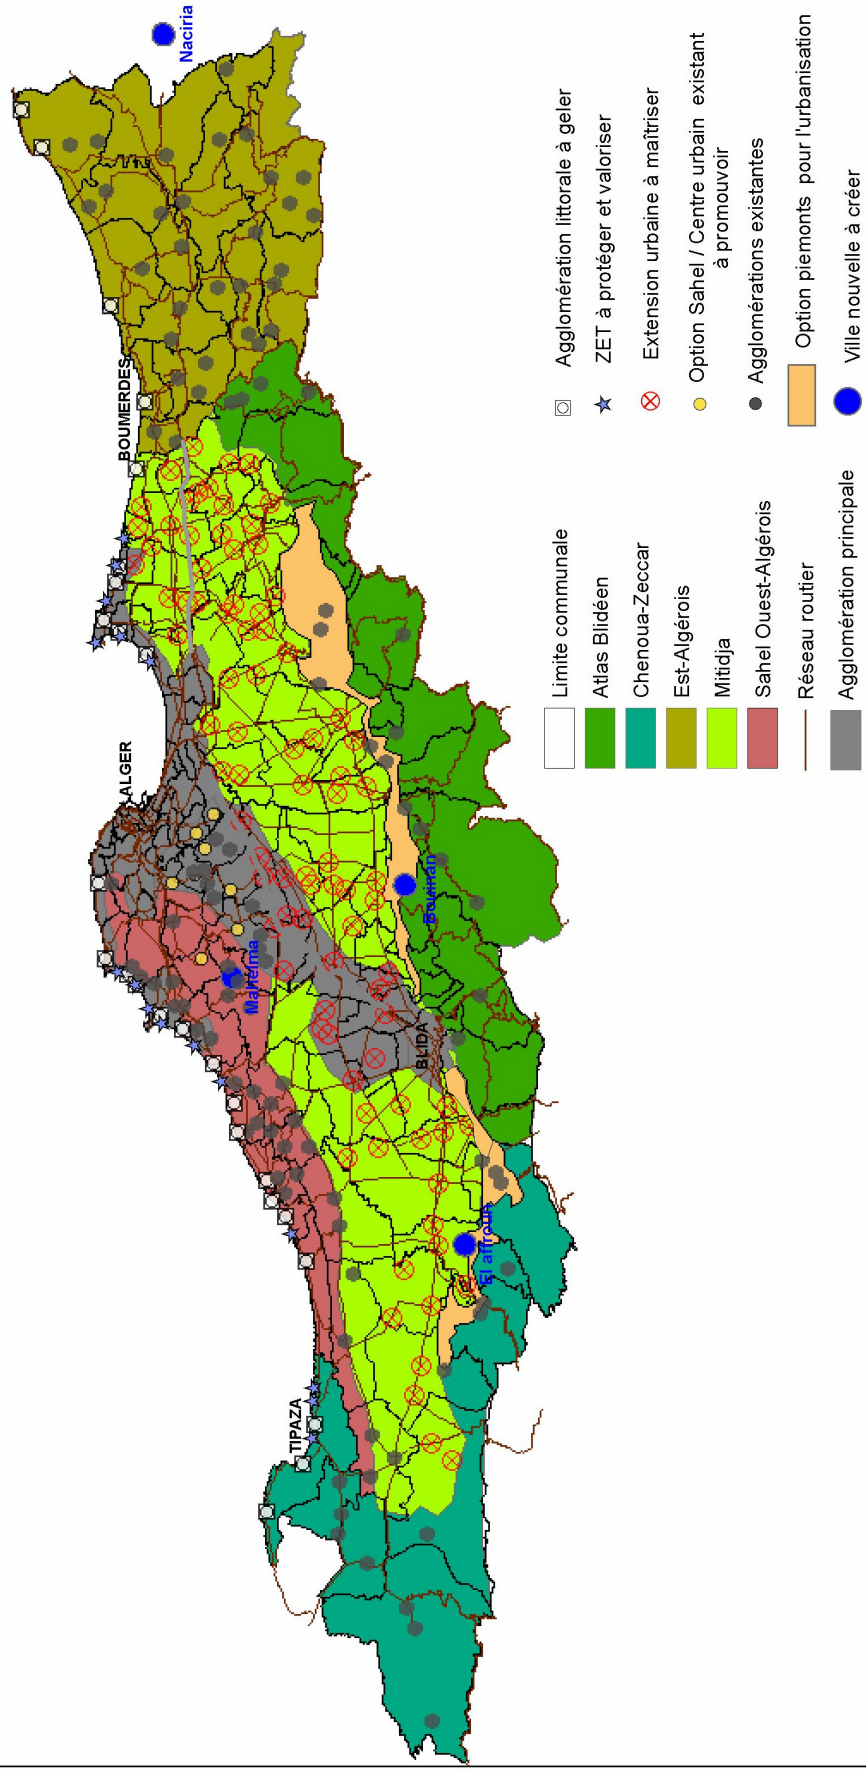 Naciria
BOUMERDES
ALGER
Mahelma
Bouinan
BLIDA
El affroun
TIPAZA
Limite communale
Atlas Blidéen
Chenoua-Zeccar
Est-Algérois
Mitidja
Sahel Ouest-Algérois
Réseau routier
Agglomération principale
Agglomération littorale à geler
ZET à protéger et valoriser
Extension urbaine à maîtriser
Option Sahel / Centre urbain existant
à promouvoir
Agglomérations existantes
Option piemonts pour l'urbanisation
Ville nouvelle à créer